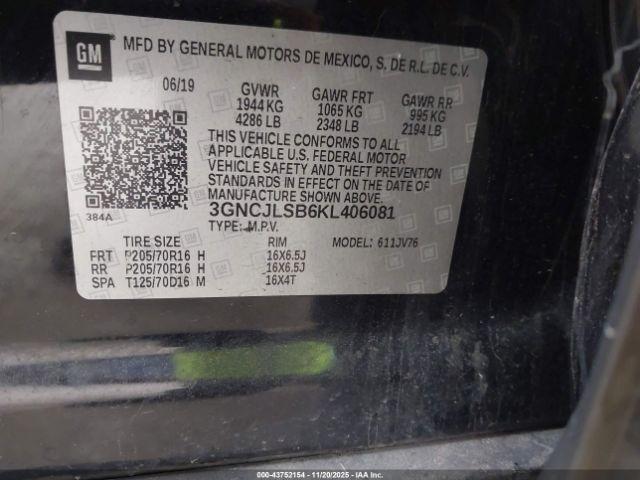 GM
MFD BY GENERAL MOTORS DE MEXICO, S. DE R.L. DE C.V.
06/19 GVWR GAWR FRT GAWR RR
1944 KG 1065 KG 995 KG
4286 LB 2348 LB 2194 LB
THIS VEHICLE CONFORMS TO ALL
APPLICABLE U.S. FEDERAL MOTOR
VEHICLE SAFETY AND THEFT PREVENTION
STANDARDS IN EFFECT ON THE DATE OF
MANUFACTURE SHOWN ABOVE.
384A
3GNCJLSB6KL406081
TYPE: M.P.V.
TIRE SIZE RIM MODEL: 611JV76
FRT P205/70R16 H 16X6.5J
RR P205/70R16 H 16X6.5J
SPA T125/70D16 M 16X4T
000-43752154 - 11/20/2025 - IAAI.COM